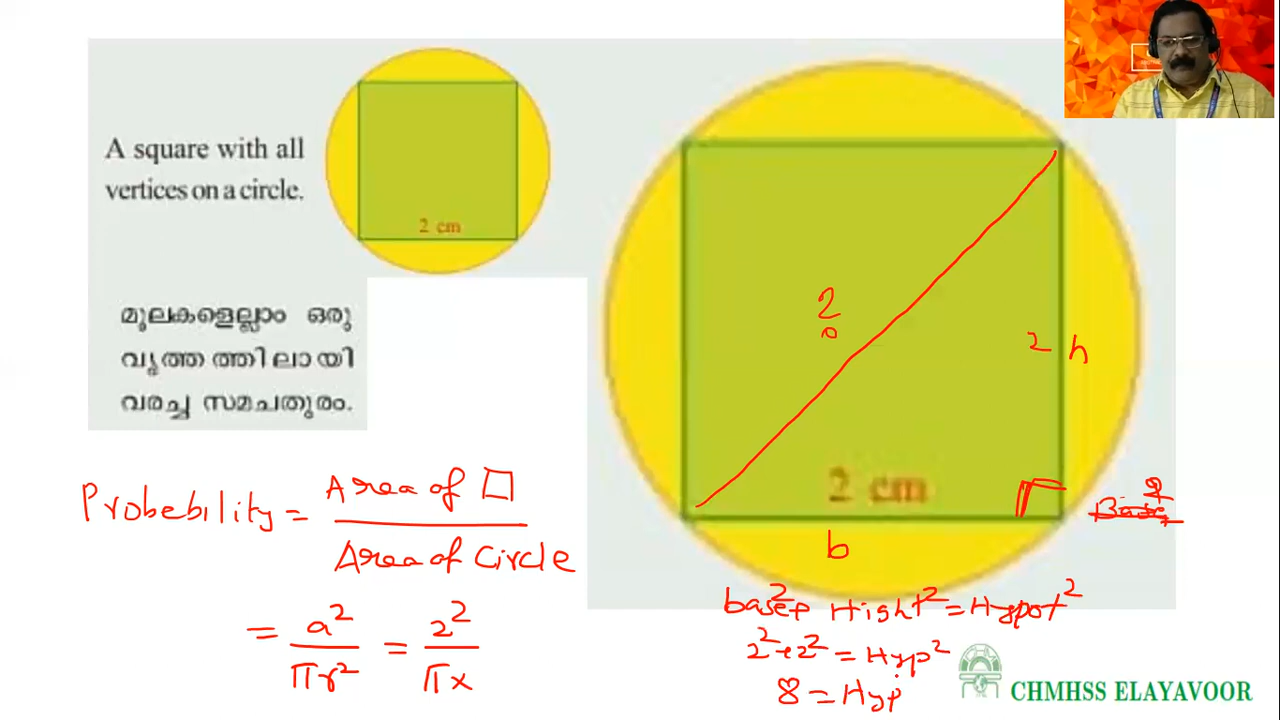 A square with all
vertices on a circle.
2 cm
മൂലകളെല്ലാം ഒരു
വൃത്തത്തിലായി
വരച്ച സമചതുരം.
2
2 h
2 cm
b
Probebility = Area of □ / Area of Circle
= a² / πr² = 2² / πx
base² + Hight² = Hypot²
2² + 2² = Hyp²
8 = Hyp
CHMHSS ELAYAVOOR